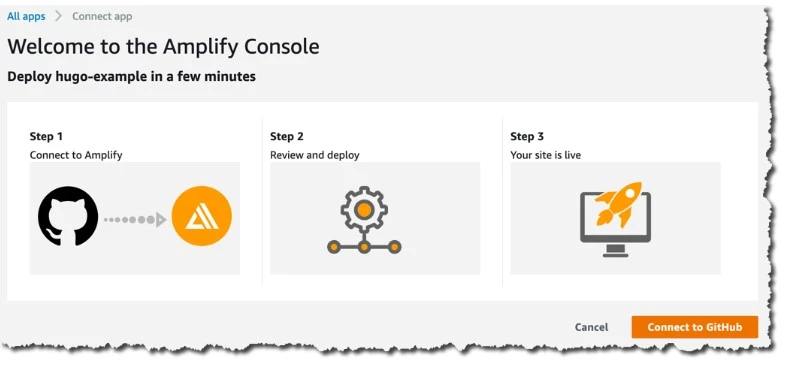 All apps > Connect app
Welcome to the Amplify Console
Deploy hugo-example in a few minutes
Step 1
Connect to Amplify
Step 2
Review and deploy
Step 3
Your site is live
Cancel
Connect to GitHub